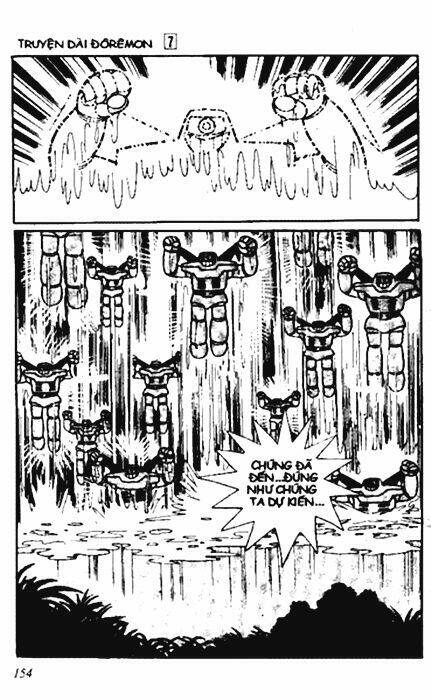 TRUYỆN DÀI ĐÔRÊMON 7
CHÚNG ĐÃ
ĐẾN...ĐÚNG
NHƯ CHÚNG
TA DỰ KIẾN...
154